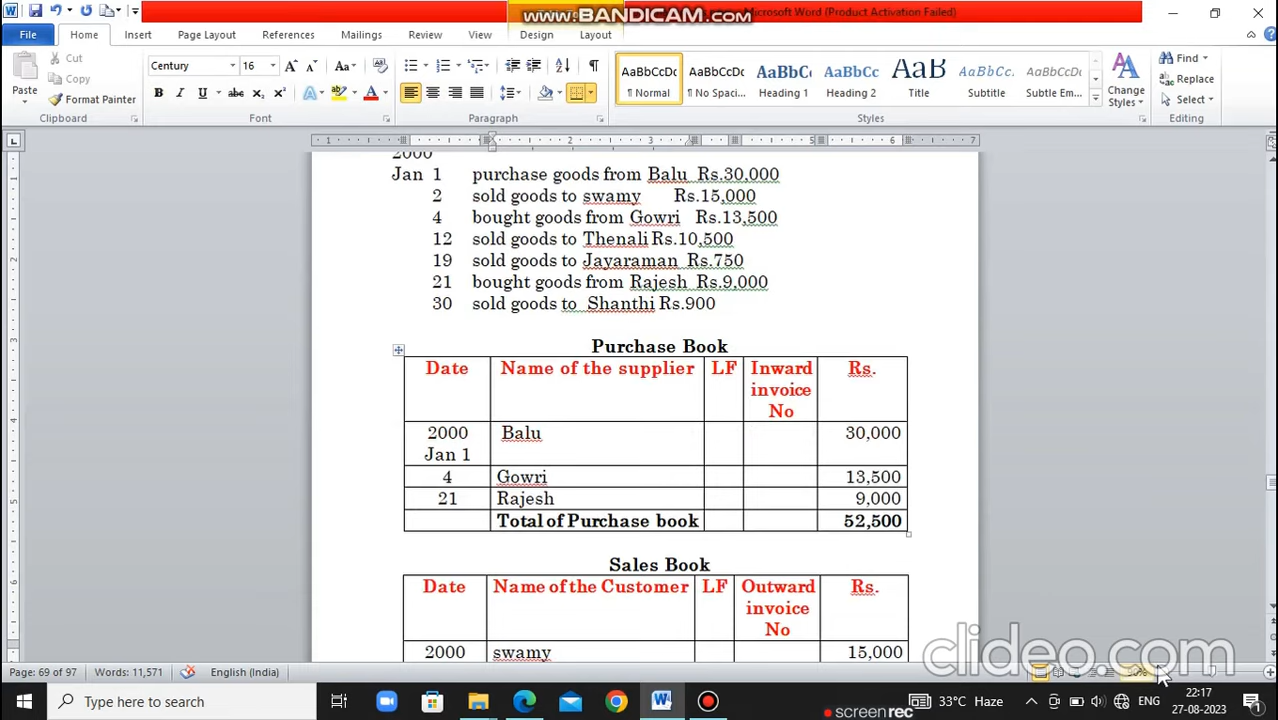 www.BANDICAM.com
Microsoft Word (Product Activation Failed)
File Home Insert Page Layout References Mailings Review View Design Layout
Cut
Copy
Paste
Format Painter
Century 16
AaBbCcDc AaBbCcDc AaBbC AaBbCc AaB AaBbCc. AaBbCcDc
¶ Normal ¶ No Spaci... Heading 1 Heading 2 Title Subtitle Subtle Em...
Change Styles
Find
Replace
Select
Clipboard Font Paragraph Styles Editing
2000
Jan 1 purchase goods from Balu Rs.30,000
2 sold goods to swamy Rs.15,000
4 bought goods from Gowri Rs.13,500
12 sold goods to Thenali Rs.10,500
19 sold goods to Jayaraman Rs.750
21 bought goods from Rajesh Rs.9,000
30 sold goods to Shanthi Rs.900
Purchase Book
Date Name of the supplier LF Inward invoice No Rs.
2000 Jan 1 Balu 30,000
4 Gowri 13,500
21 Rajesh 9,000
Total of Purchase book 52,500
Sales Book
Date Name of the Customer LF Outward invoice No Rs.
2000 swamy 15,000
clideo.com
Page: 69 of 97 Words: 11,571 English (India)
Type here to search
screen rec
33°C Haze
ENG
22:17
27-08-2023